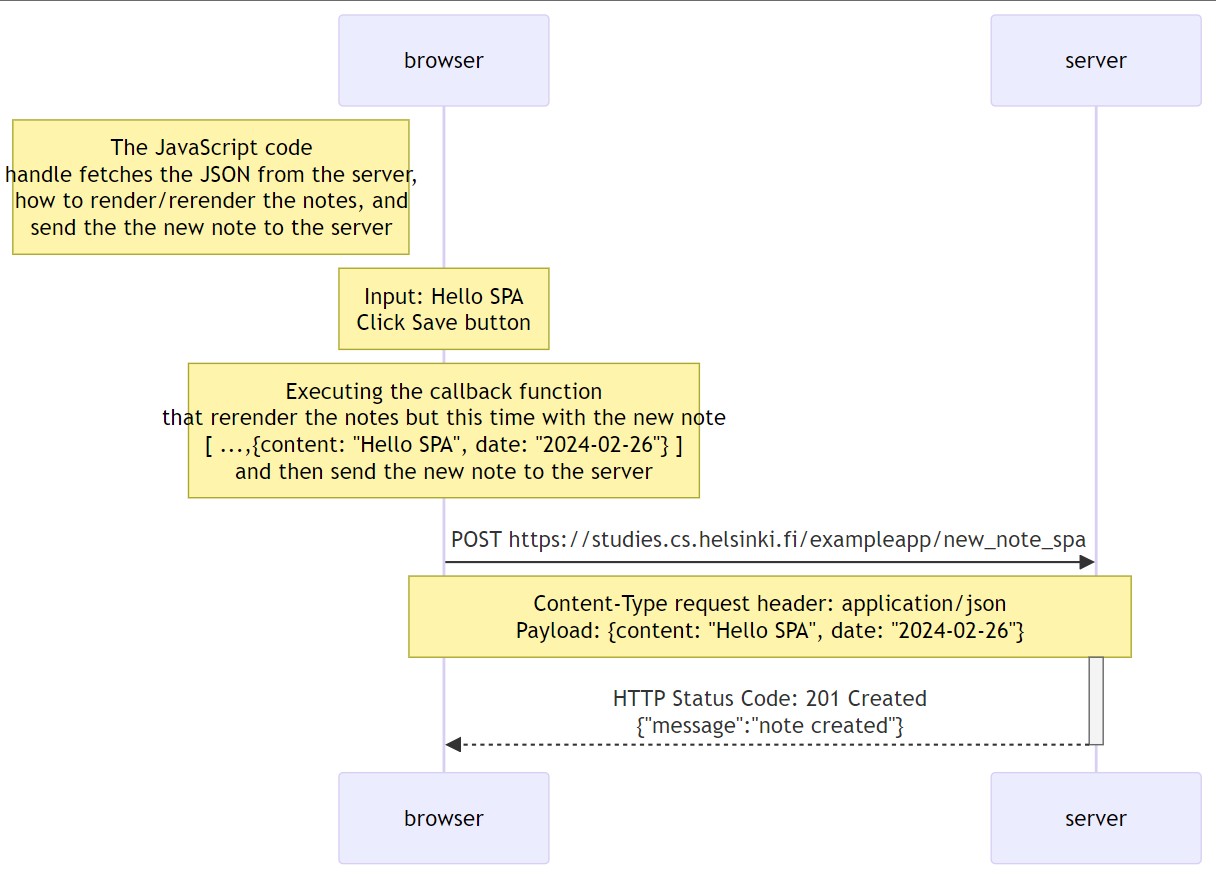 browser
server
The JavaScript code
handle fetches the JSON from the server,
how to render/rerender the notes, and
send the the new note to the server
Input: Hello SPA
Click Save button
Executing the callback function
that rerender the notes but this time with the new note
[ ...,{content: "Hello SPA", date: "2024-02-26"} ]
and then send the new note to the server
POST https://studies.cs.helsinki.fi/exampleapp/new_note_spa
Content-Type request header: application/json
Payload: {content: "Hello SPA", date: "2024-02-26"}
HTTP Status Code: 201 Created
{"message":"note created"}
browser
server